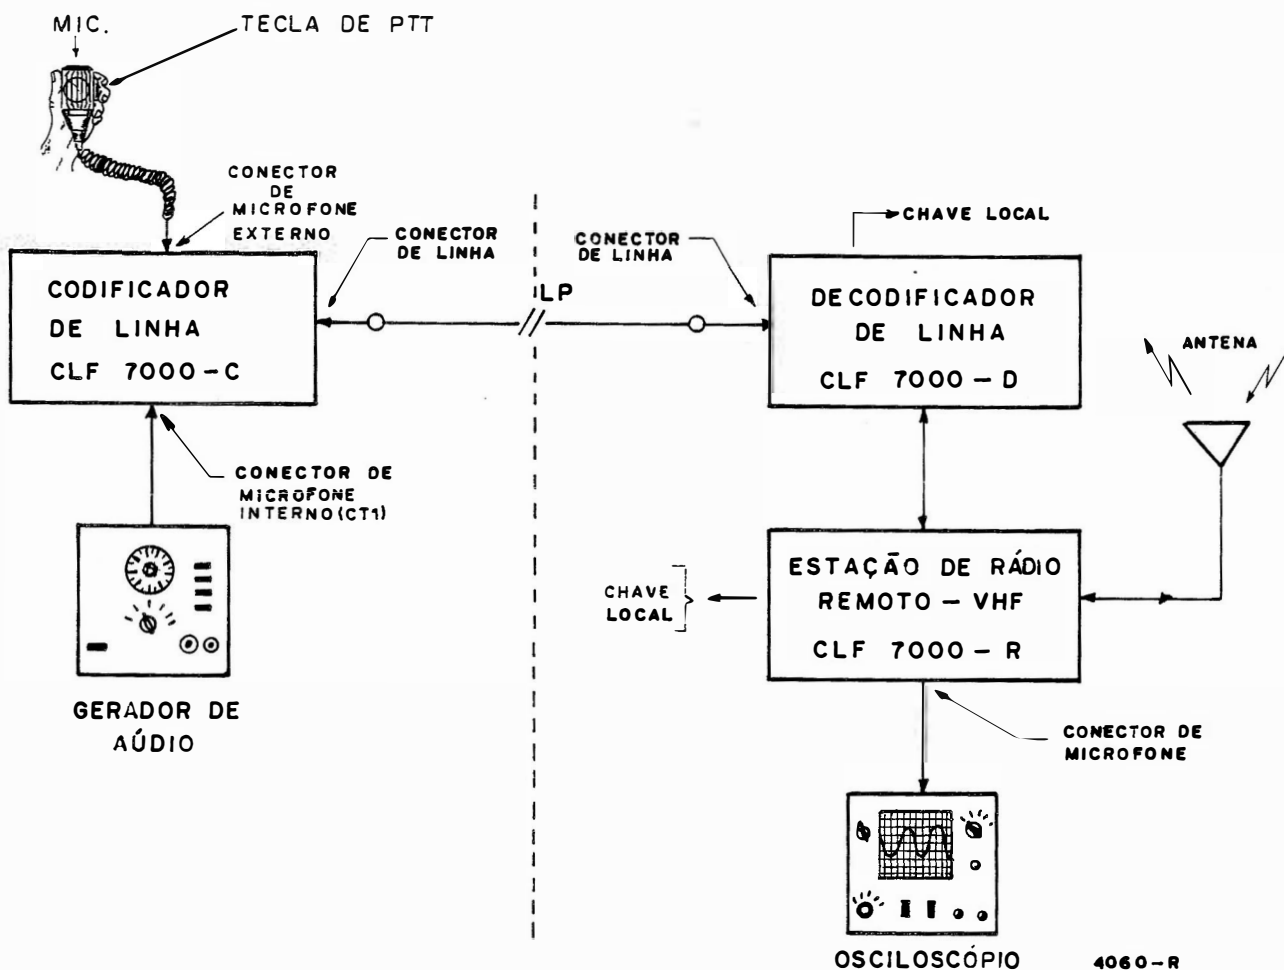 MIC.
TECLA DE PTT
CONECTOR
DE
MICROFONE
EXTERNO
CONECTOR
DE LINHA
CONECTOR
DE LINHA
CHAVE LOCAL
LP
CODIFICADOR
DE LINHA
CLF 7000-C
DECODIFICADOR
DE LINHA
CLF 7000-D
ANTENA
CONECTOR DE
MICROFONE
INTERNO(CT1)
CHAVE
LOCAL
ESTAÇÃO DE RÁDIO
REMOTO-VHF
CLF 7000-R
GERADOR DE
AÚDIO
CONECTOR DE
MICROFONE
OSCILOSCÓPIO
4060-R